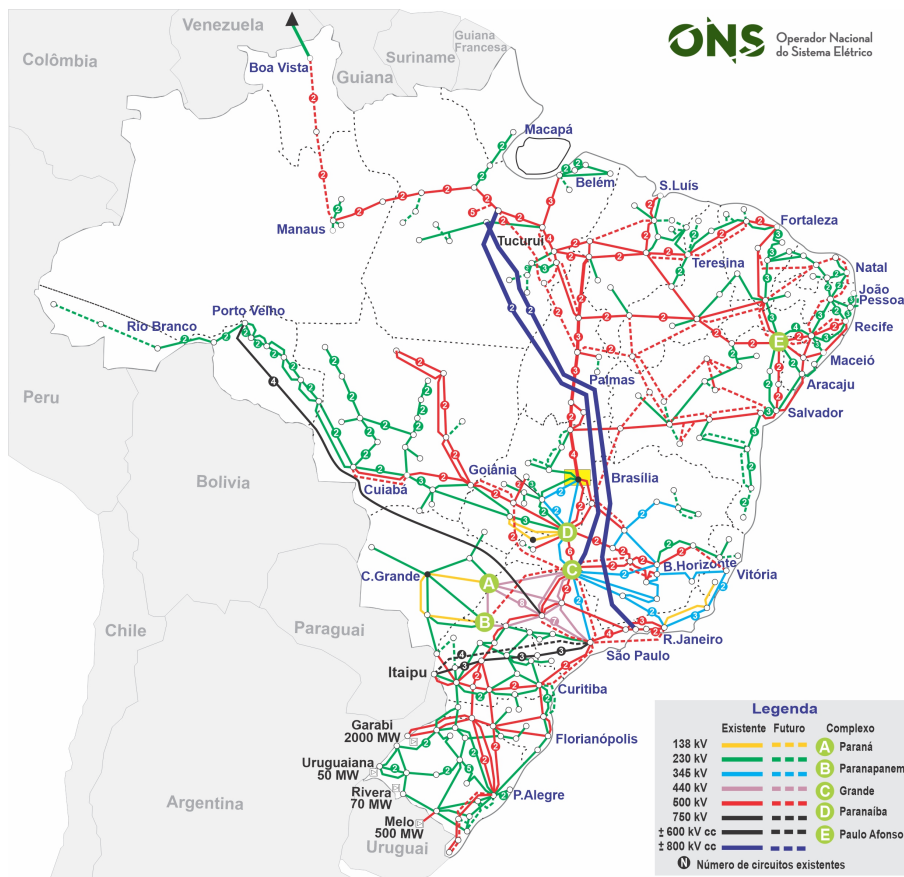 Venezuela
Guiana
Francesa
Suriname
Colômbia
Boa Vista
Guiana
ONS
Operador Nacional
do Sistema Elétrico
Macapá
Belém
S.Luís
Manaus
Fortaleza
Tucuruí
Teresina
Natal
João
Pessoa
Porto Velho
Rio Branco
Recife
E
Maceió
Peru
Palmas
Aracaju
Salvador
Goiânia
Brasília
Cuiabá
Bolívia
D
B.Horizonte
C
Vitória
C.Grande
A
B
Chile
Paraguai
R.Janeiro
São Paulo
Itaipu
Curitiba
Garabi
2000 MW
Florianópolis
Uruguaiana
50 MW
Rivera
70 MW
P.Alegre
Argentina
Melo
500 MW
Uruguai
Legenda
Existente Futuro Complexo
138 kV A Paraná
230 kV
345 kV B Paranapanem
440 kV C Grande
500 kV
750 kV D Paranaíba
± 600 kV cc E Paulo Afonso
± 800 kV cc
N Número de circuitos existentes